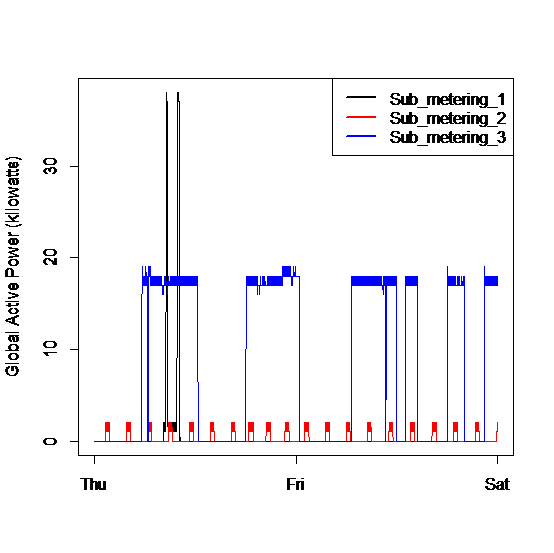 Sub_metering_1
Sub_metering_2
Sub_metering_3
Global Active Power (kilowatts)
30
20
10
0
Thu Fri Sat